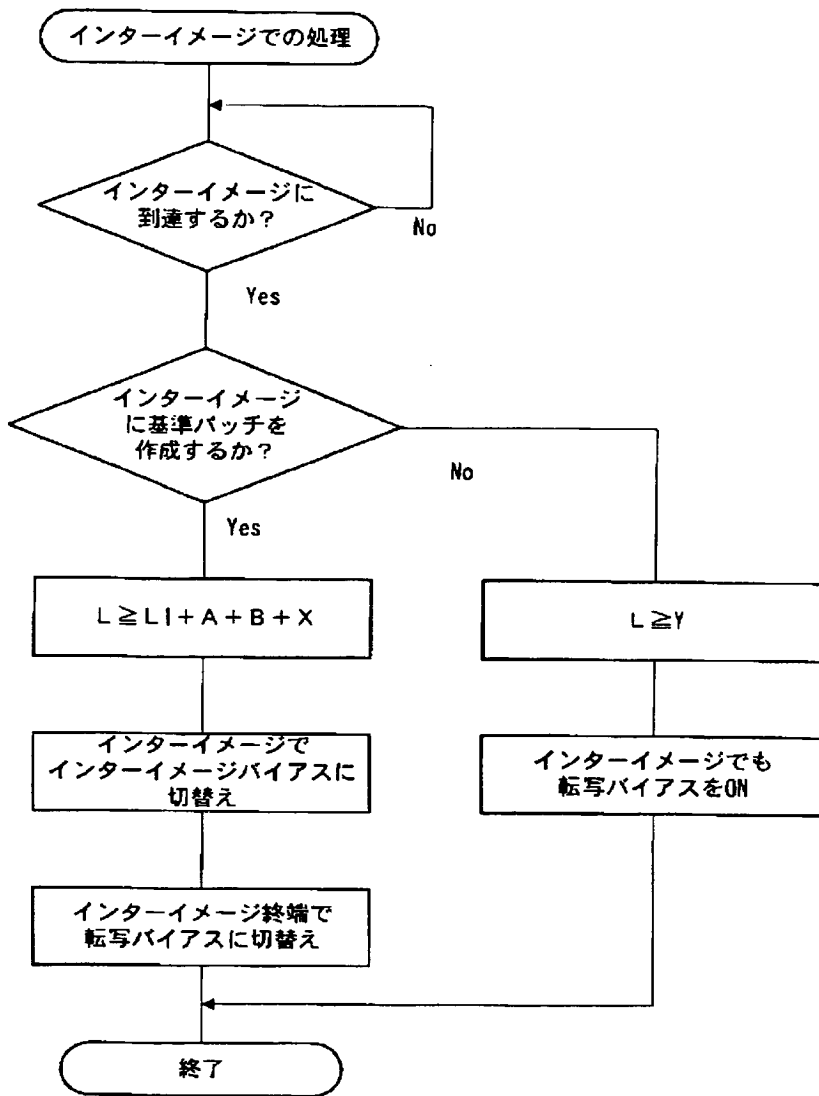 インターイメージでの処理
インターイメージに
到達するか？
No
Yes
インターイメージ
に基準パッチを
作成するか？
No
Yes
L≧LI+A+B+X
L≧Y
インターイメージで
インターイメージバイアスに
切替え
インターイメージでも
転写バイアスをON
インターイメージ終端で
転写バイアスに切替え
終了